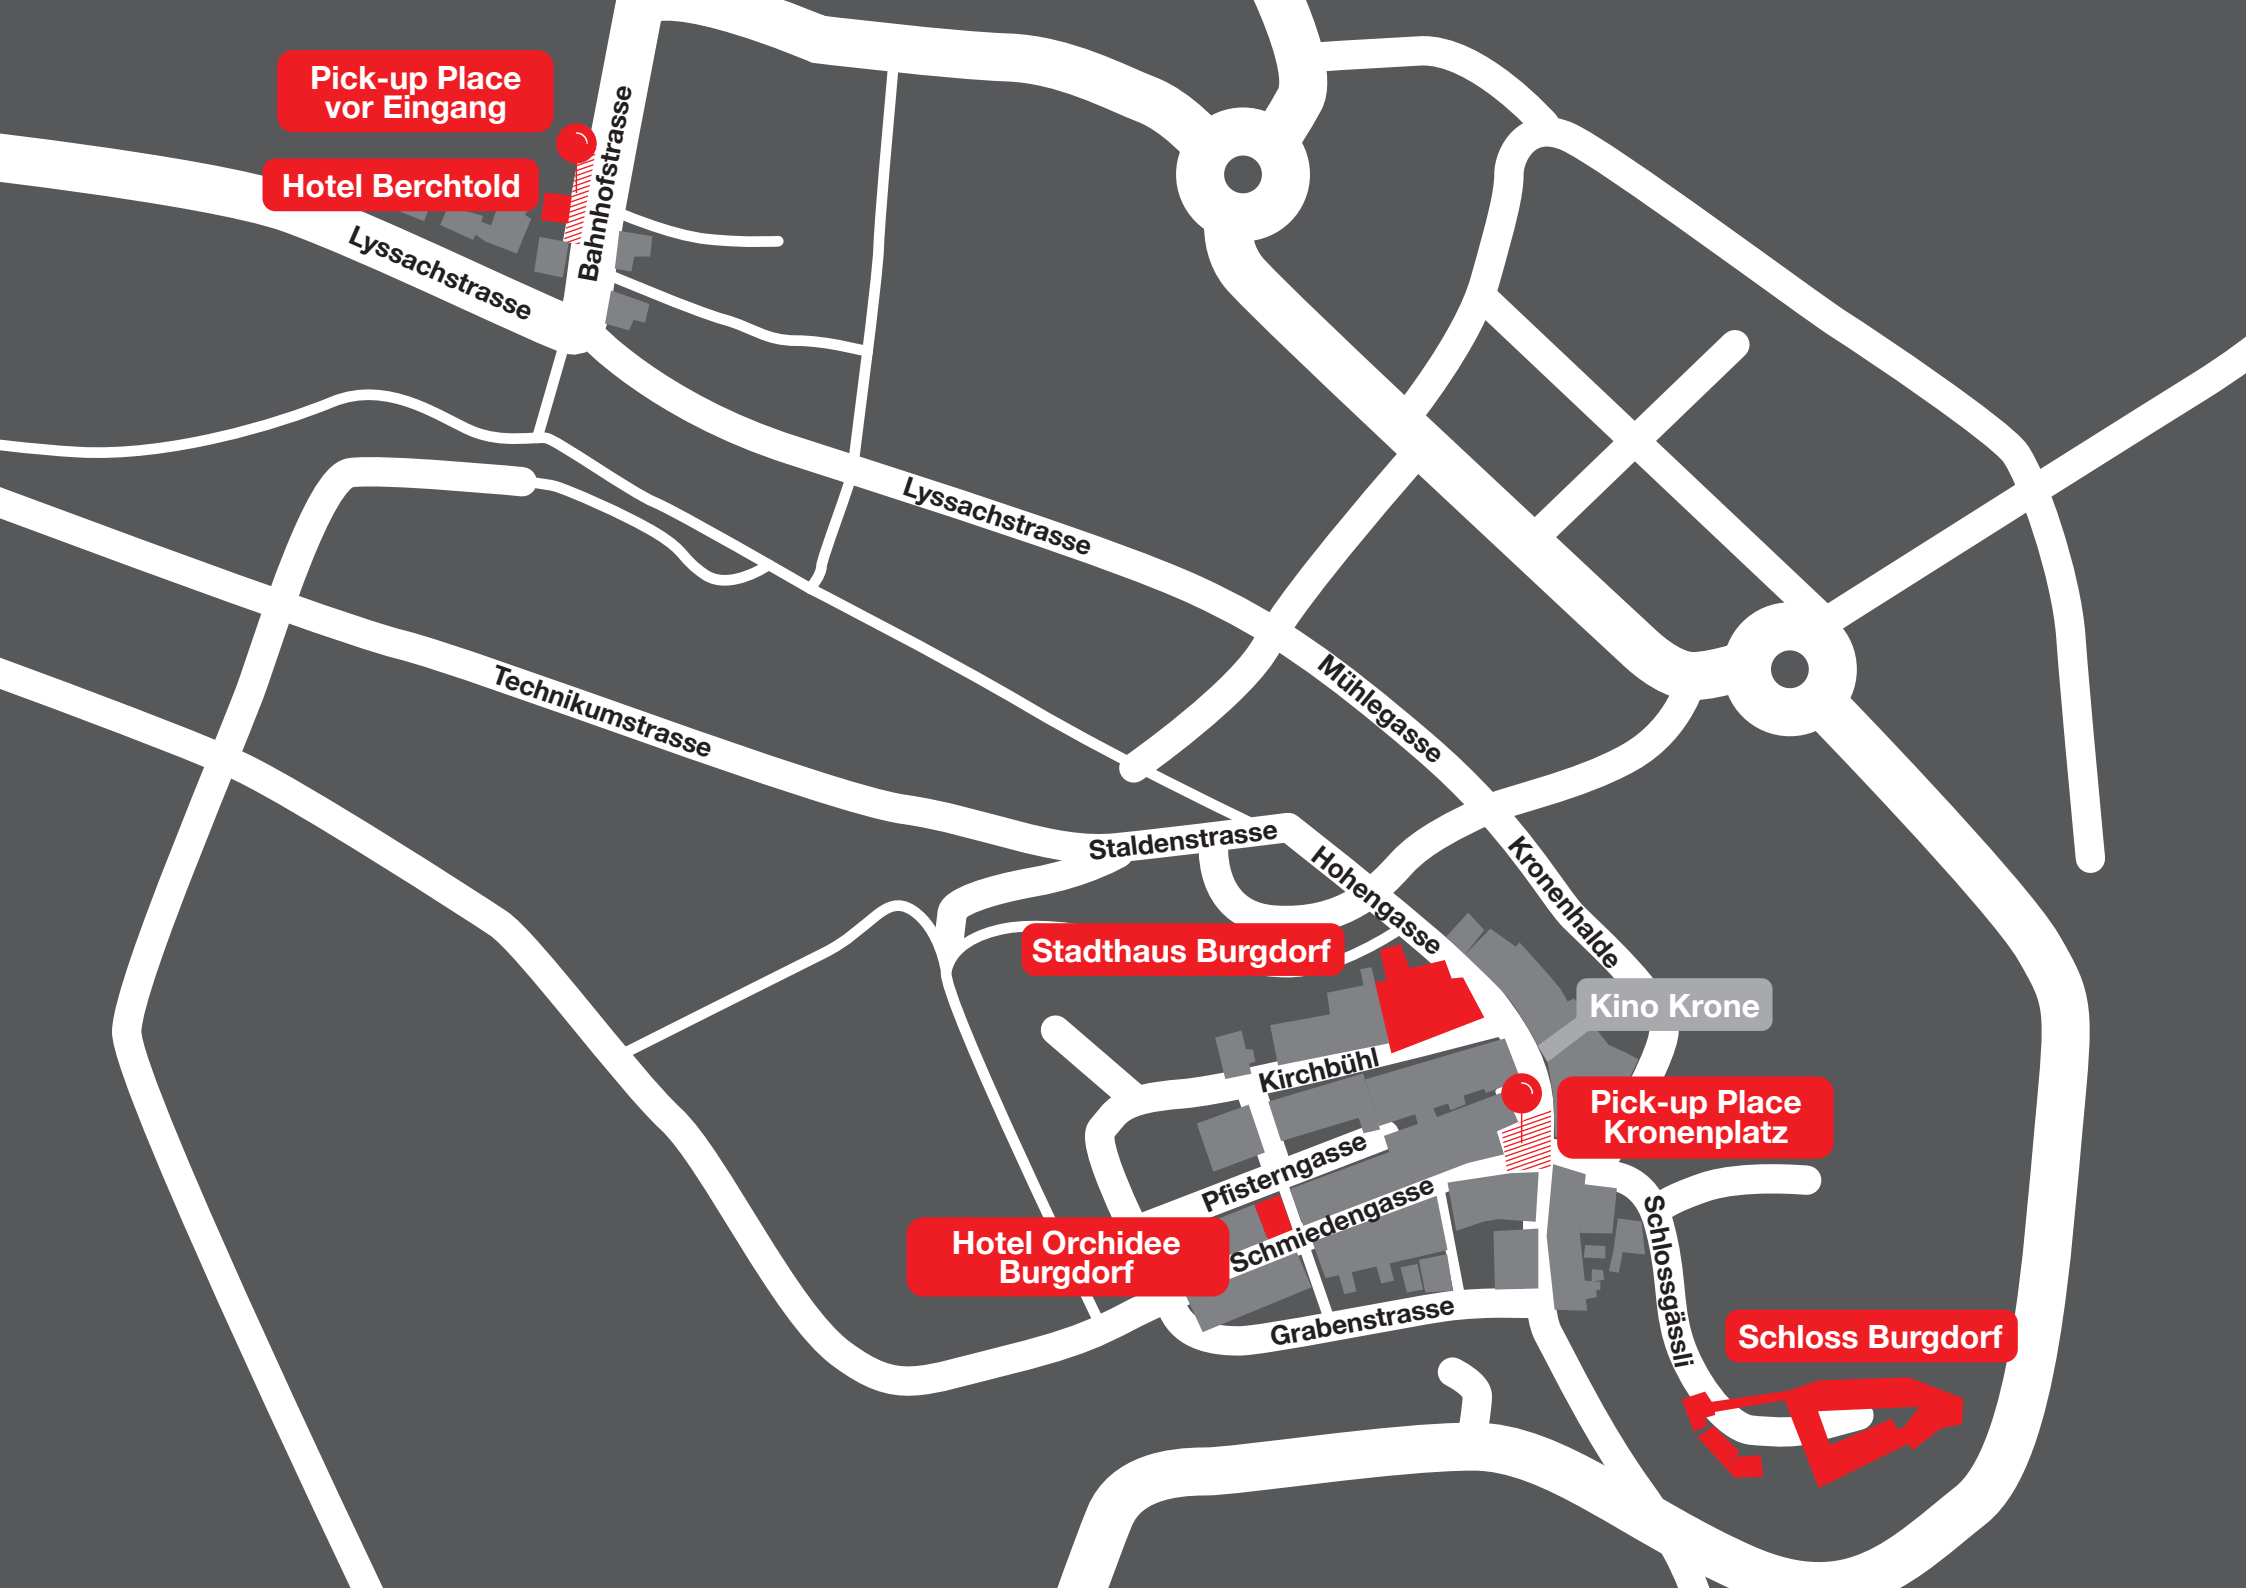 Pick-up Place
vor Eingang
Bahnhofstrasse
Hotel Berchtold
Lyssachstrasse
Lyssachstrasse
Technikumstrasse
Mühlegasse
Staldenstrasse
Hohengasse
Kronenhalde
Stadthaus Burgdorf
Kino Krone
Kirchbühl
Pick-up Place
Kronenplatz
Pfisterngasse
Schmiedengasse
Schlossgässli
Hotel Orchidee
Burgdorf
Grabenstrasse
Schloss Burgdorf